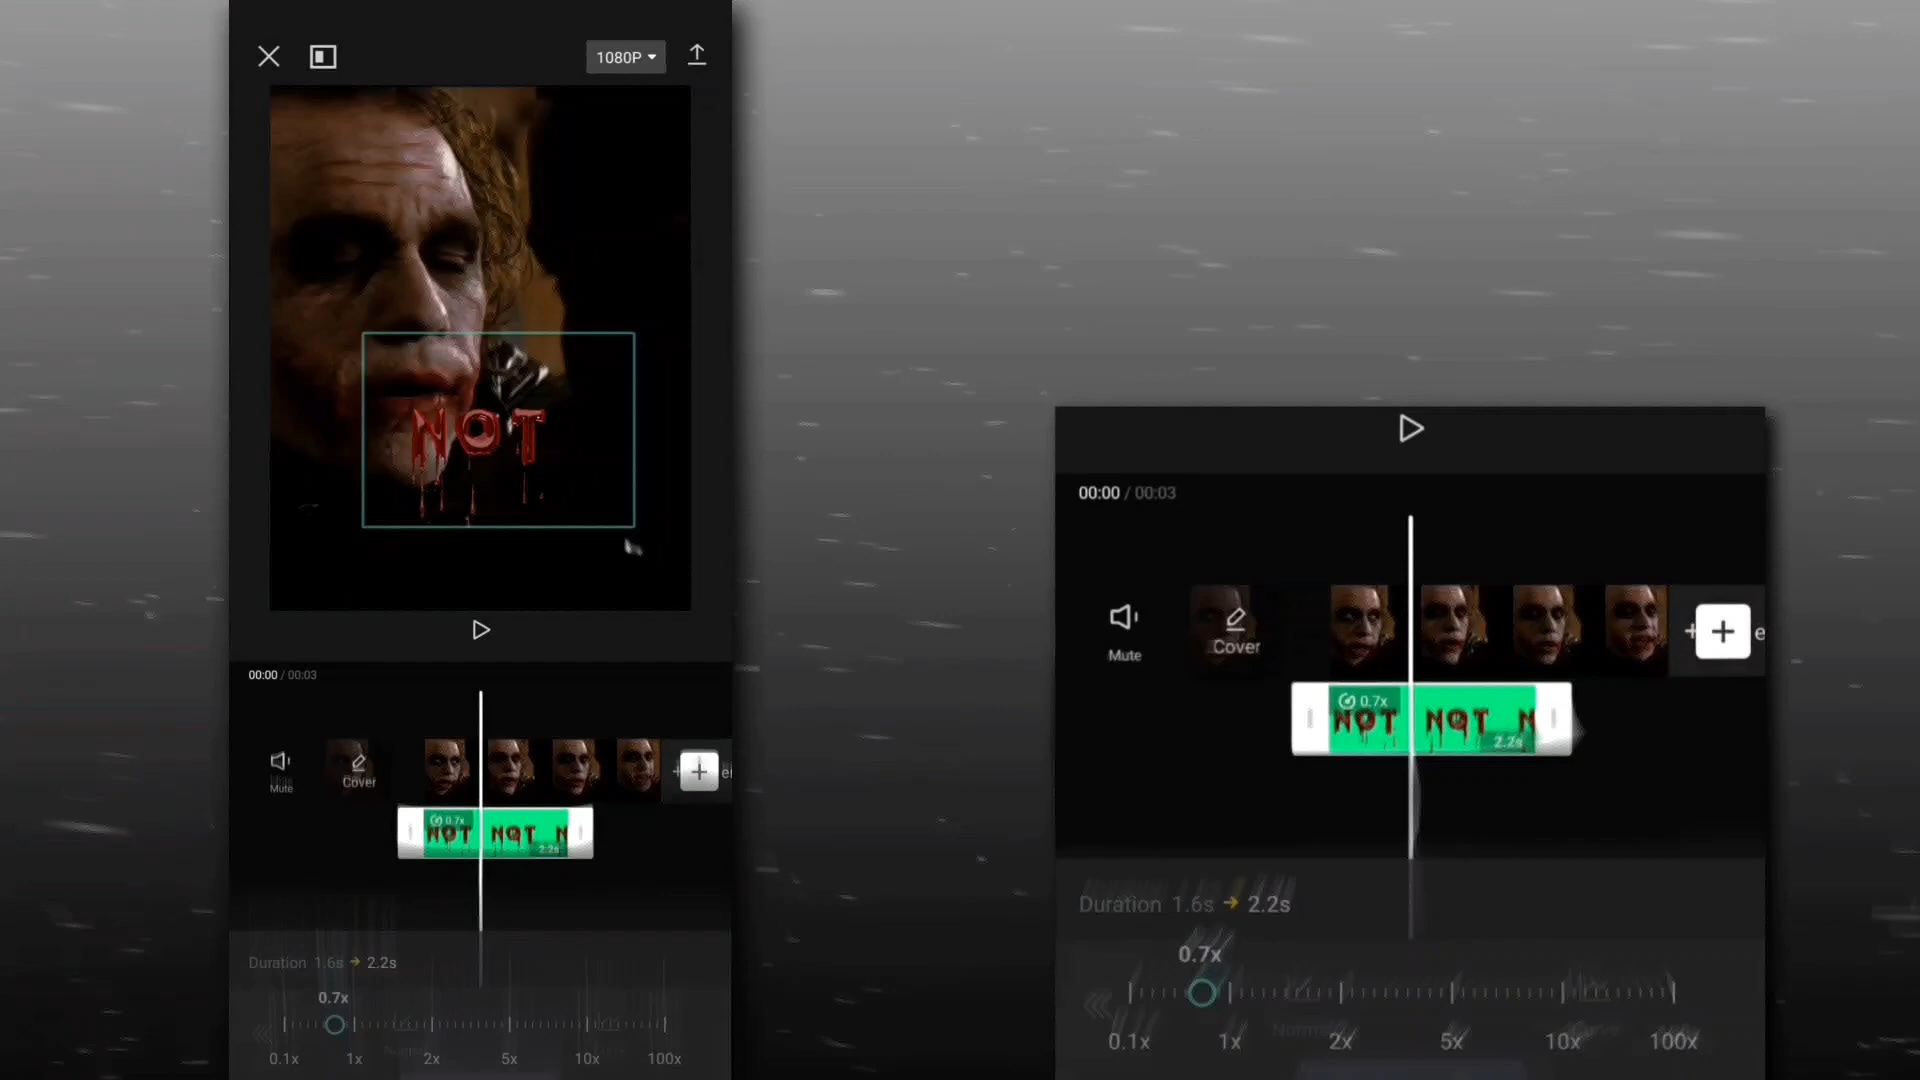 1080P
NOT
00:00 / 00:03
Mute
Cover
0.7x
NOT NOT N
2.2s
Duration 1.6s → 2.2s
0.7x
0.1x 1x 2x 5x 10x 100x
00:00 / 00:03
Mute
Cover
0.7x
NOT NOT N
2.2s
Duration 1.6s → 2.2s
0.7x
0.1x 1x 2x 5x 10x 100x